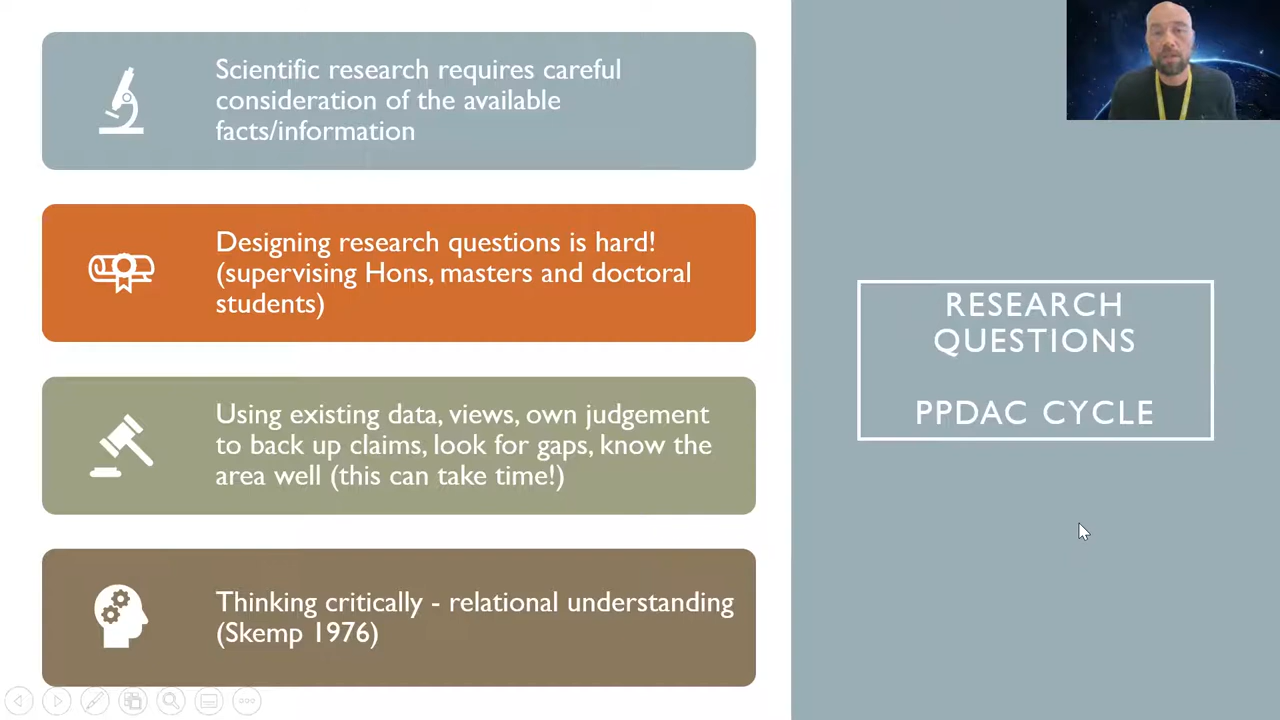 Scientific research requires careful
consideration of the available
facts/information
Designing research questions is hard!
(supervising Hons, masters and doctoral
students)
Using existing data, views, own judgement
to back up claims, look for gaps, know the
area well (this can take time!)
Thinking critically - relational understanding
(Skemp 1976)
RESEARCH
QUESTIONS
PPDAC CYCLE